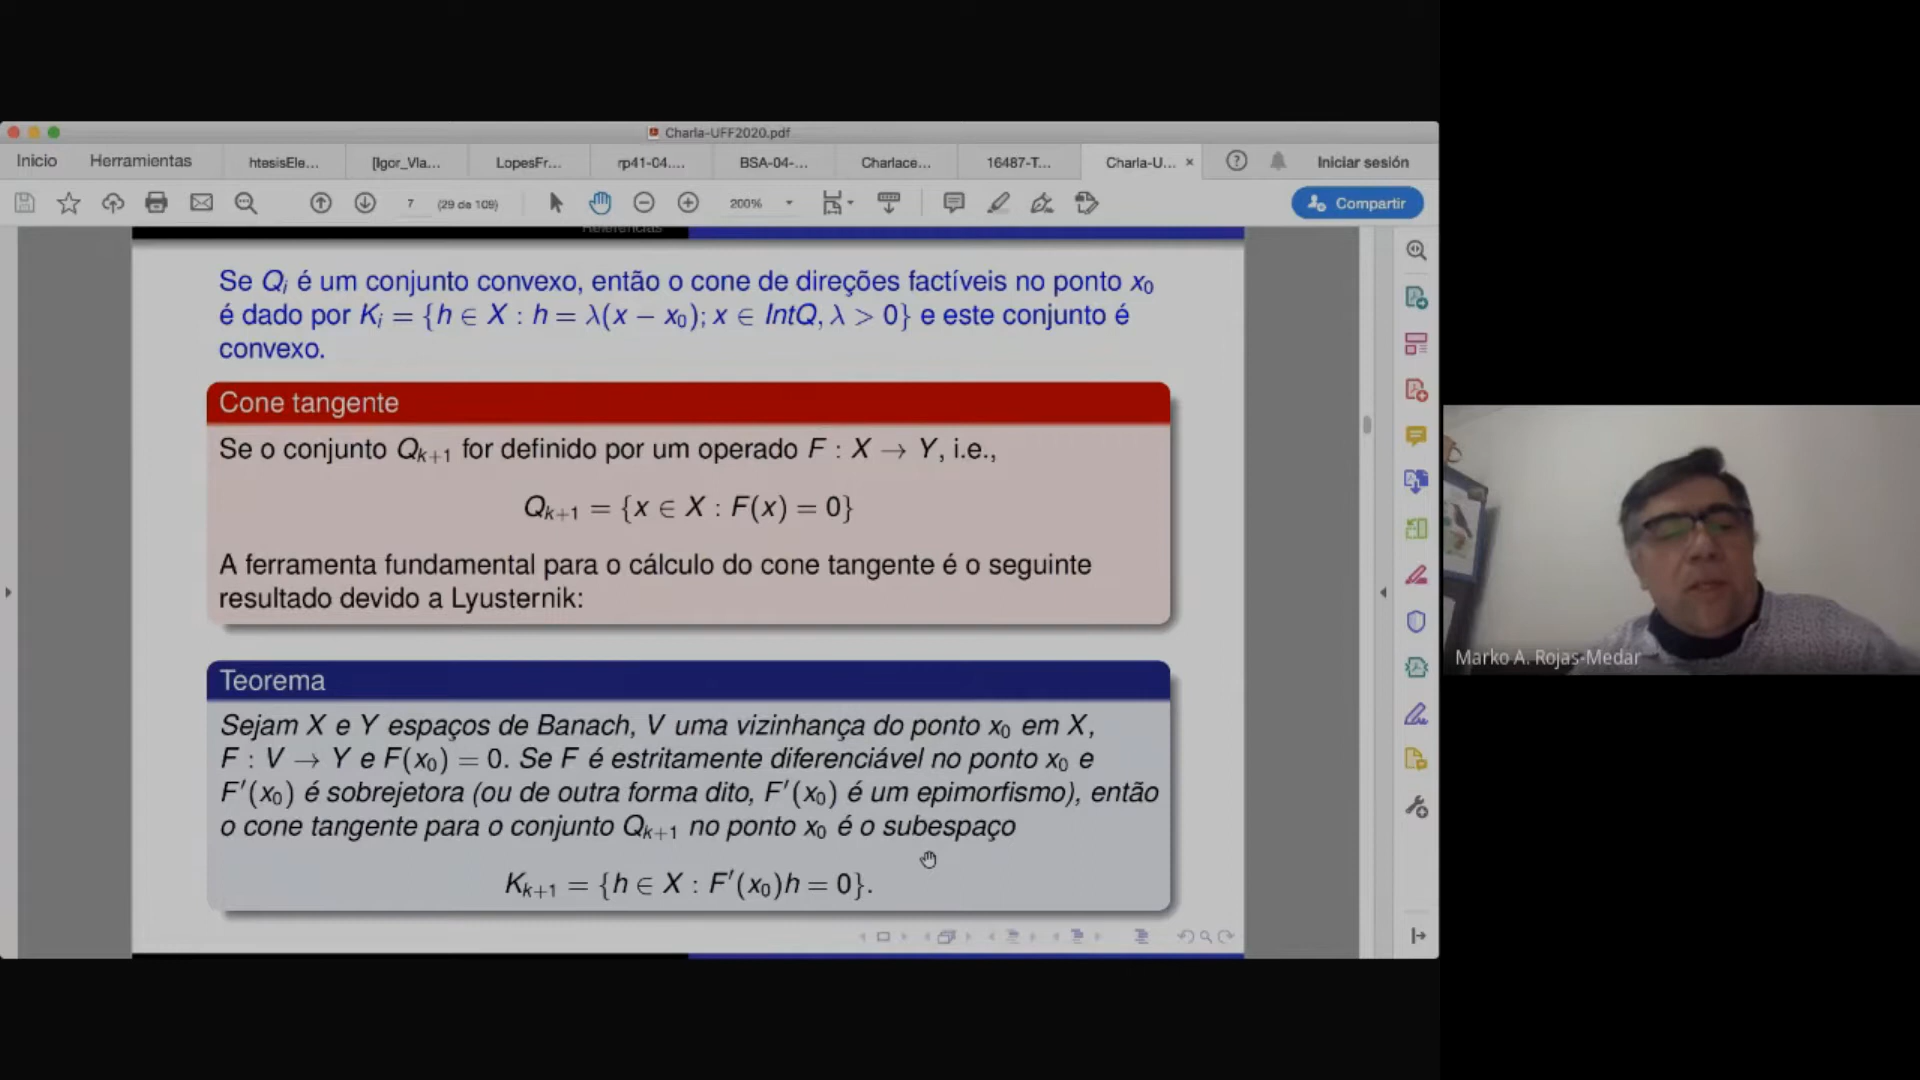 Charla-UFF2020.pdf
Inicio
Herramientas
htesisEle...
[Igor_Vla...
LopesFr...
rp41-04....
BSA-04-...
Charlace...
16487-T...
Charla-U... ×
Iniciar sesión
7 (29 de 109)
200%
Compartir
Referências
Se Qᵢ é um conjunto convexo, então o cone de direções factíveis no ponto x₀
é dado por Kᵢ = {h ∈ X : h = λ(x − x₀); x ∈ IntQ, λ > 0} e este conjunto é
convexo.
Cone tangente
Se o conjunto Qₖ₊₁ for definido por um operado F : X → Y, i.e.,
Qₖ₊₁ = {x ∈ X : F(x) = 0}
A ferramenta fundamental para o cálculo do cone tangente é o seguinte
resultado devido a Lyusternik:
Teorema
Sejam X e Y espaços de Banach, V uma vizinhança do ponto x₀ em X,
F : V → Y e F(x₀) = 0. Se F é estritamente diferenciável no ponto x₀ e
F′(x₀) é sobrejetora (ou de outra forma dito, F′(x₀) é um epimorfismo), então
o cone tangente para o conjunto Qₖ₊₁ no ponto x₀ é o subespaço
Kₖ₊₁ = {h ∈ X : F′(x₀)h = 0}.
Marko A. Rojas-Medar